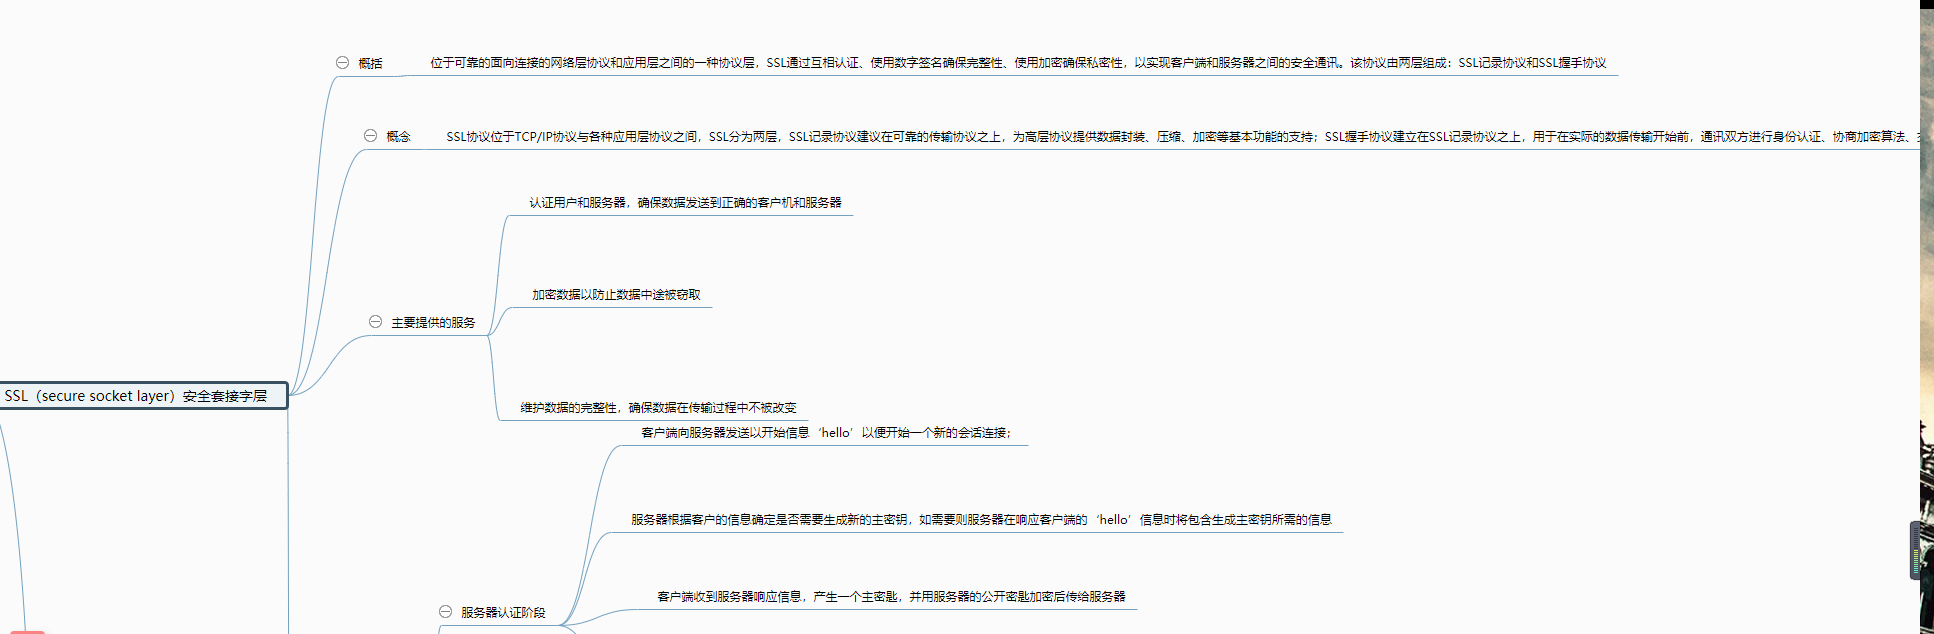 概括
位于可靠的面向连接的网络层协议和应用层之间的一种协议层，SSL通过互相认证、使用数字签名确保完整性、使用加密确保私密性，以实现客户端和服务器之间的安全通讯。该协议由两层组成：SSL记录协议和SSL握手协议
概念
SSL协议位于TCP/IP协议与各种应用层协议之间，SSL分为两层，SSL记录协议建议在可靠的传输协议之上，为高层协议提供数据封装、压缩、加密等基本功能的支持；SSL握手协议建立在SSL记录协议之上，用于在实际的数据传输开始前，通讯双方进行身份认证、协商加密算法、
认证用户和服务器，确保数据发送到正确的客户机和服务器
加密数据以防止数据中途被窃取
主要提供的服务
SSL（secure socket layer）安全套接字层
维护数据的完整性，确保数据在传输过程中不被改变
客户端向服务器发送以开始信息‘hello’以便开始一个新的会话连接；
服务器根据客户的信息确定是否需要生成新的主密钥，如需要则服务器在响应客户端的‘hello’信息时将包含生成主密钥所需的信息
客户端收到服务器响应信息，产生一个主密匙，并用服务器的公开密匙加密后传给服务器
服务器认证阶段